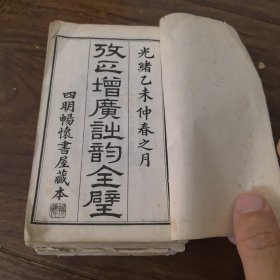 光緒乙未仲春之月
攷正增廣詩韵全璧
四明暢懷書屋藏本